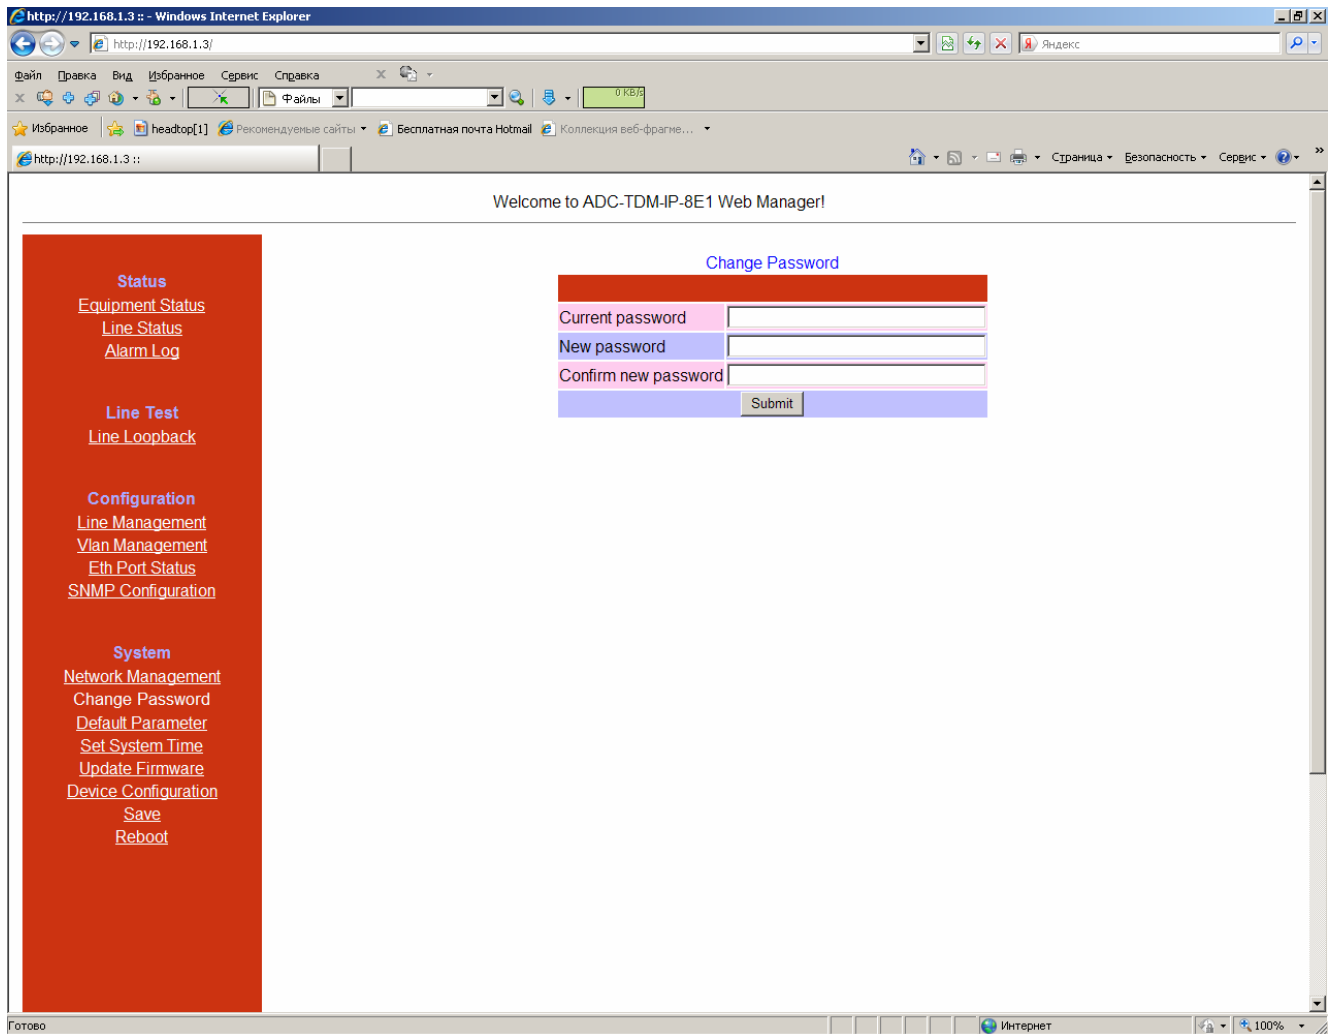 http://192.168.1.3 :: - Windows Internet Explorer
http://192.168.1.3/
Яндекс
Файл Правка Вид Избранное Сервис Справка
Файлы
0 KB/s
Избранное headtop[1] Рекомендуемые сайты Бесплатная почта Hotmail Коллекция веб-фрагме...
http://192.168.1.3 :: Страница Безопасность Сервис »
Welcome to ADC-TDM-IP-8E1 Web Manager!
Status
Equipment Status
Line Status
Alarm Log
Line Test
Line Loopback
Configuration
Line Management
Vlan Management
Eth Port Status
SNMP Configuration
System
Network Management
Change Password
Default Parameter
Set System Time
Update Firmware
Device Configuration
Save
Reboot
Change Password
Current password
New password
Confirm new password
Submit
Готово Интернет 100%